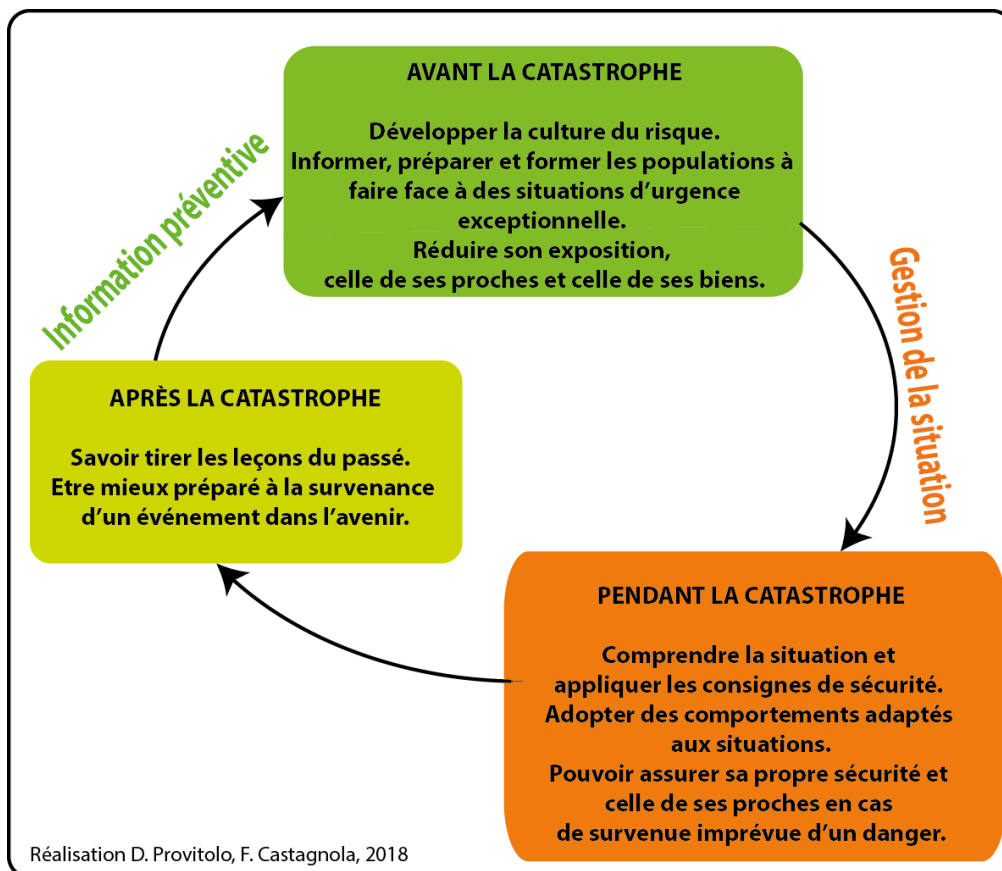 AVANT LA CATASTROPHE
Développer la culture du risque.
Informer, préparer et former les populations à
faire face à des situations d'urgence
exceptionnelle.
Réduire son exposition,
celle de ses proches et celle de ses biens.
Information préventive
Gestion de la situation
APRÈS LA CATASTROPHE
Savoir tirer les leçons du passé.
Etre mieux préparé à la survenance
d'un événement dans l'avenir.
PENDANT LA CATASTROPHE
Comprendre la situation et
appliquer les consignes de sécurité.
Adopter des comportements adaptés
aux situations.
Pouvoir assurer sa propre sécurité et
celle de ses proches en cas
de survenue imprévue d'un danger.
Réalisation D. Provitolo, F. Castagnola, 2018